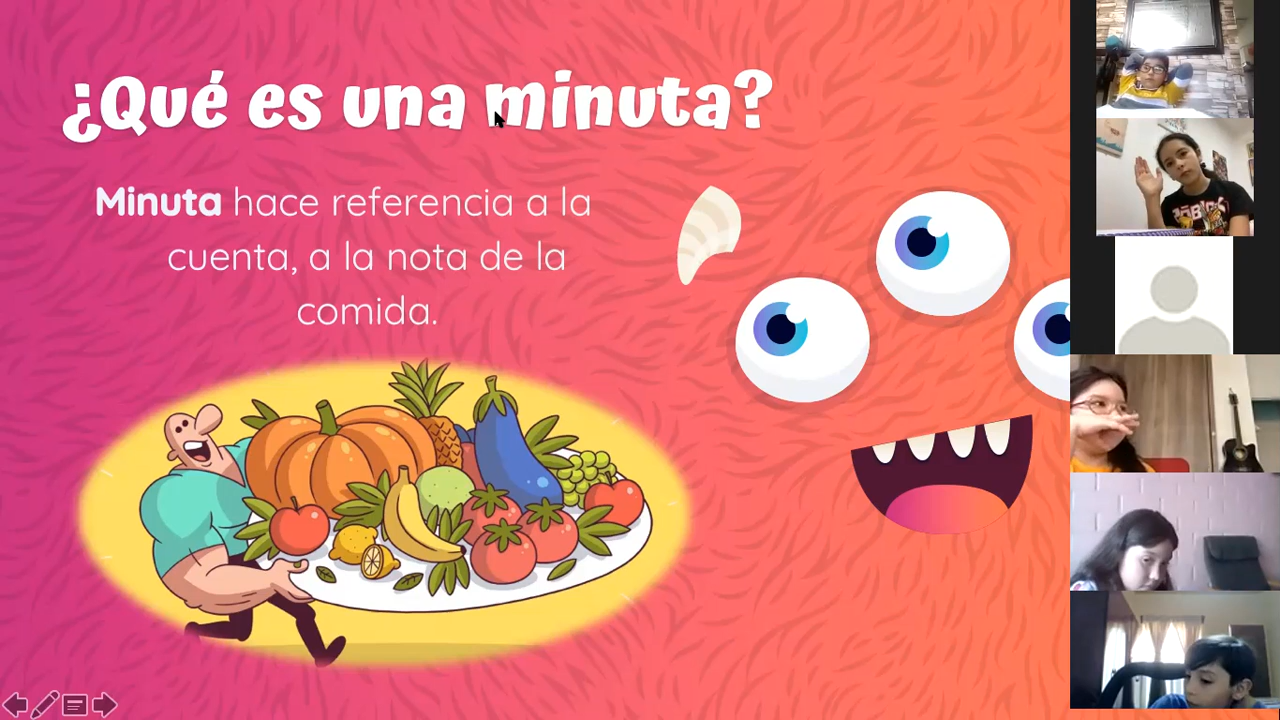 ¿Qué es una minuta?
Minuta hace referencia a la
cuenta, a la nota de la
comida.